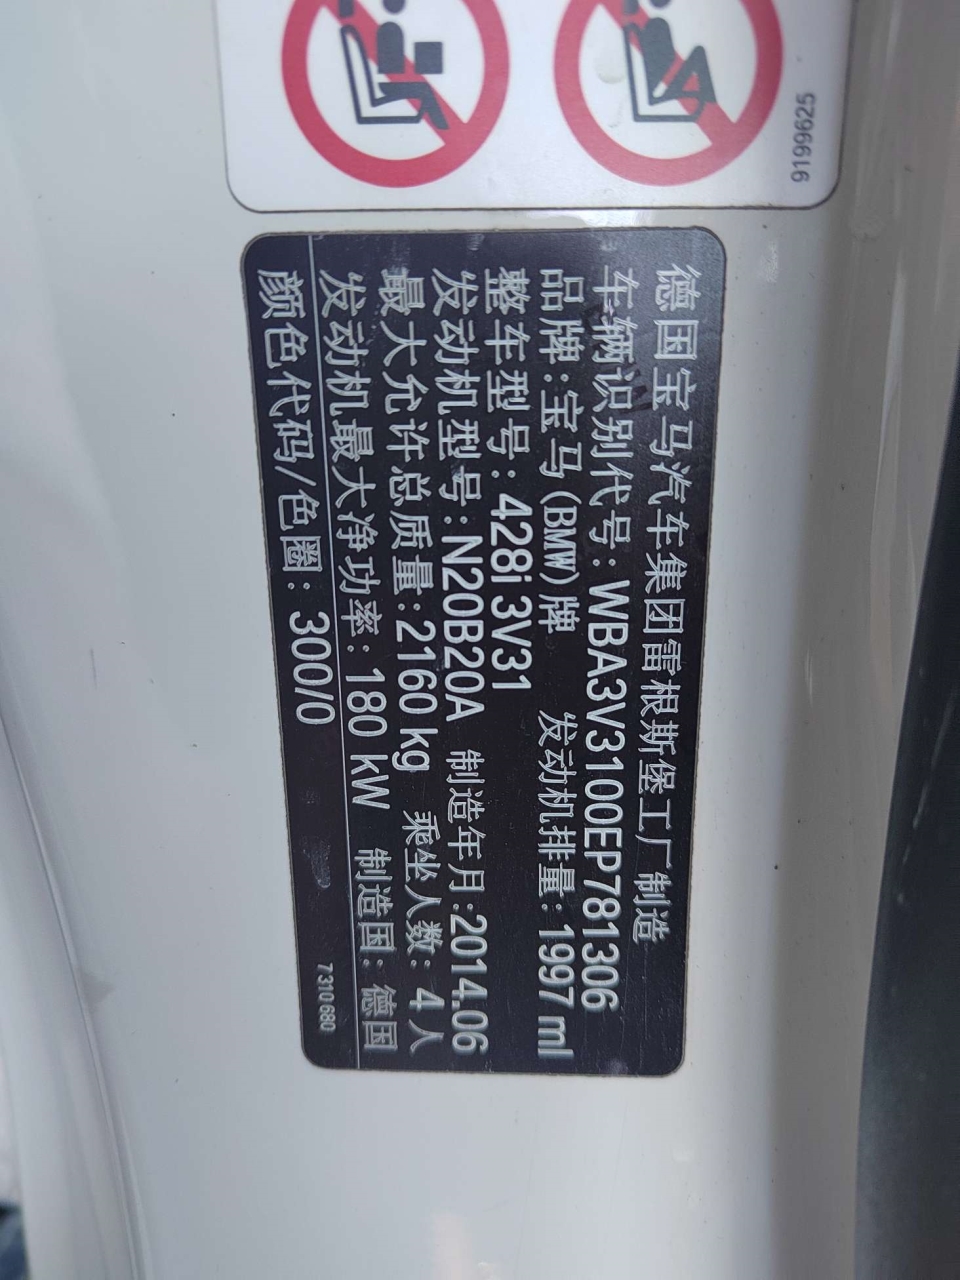 9199625
德国宝马汽车集团雷根斯堡工厂制造
车辆识别代号: WBA3V3100EP781306
品牌:宝马(BMW)牌 发动机排量: 1997 ml
整车型号: 428i 3V31
发动机型号: N20B20A 制造年月:2014.06
最大允许总质量: 2160 kg 乘坐人数: 4 人
发动机最大净功率: 180 kW 制造国: 德国
颜色代码/色圈: 300/0
7310680